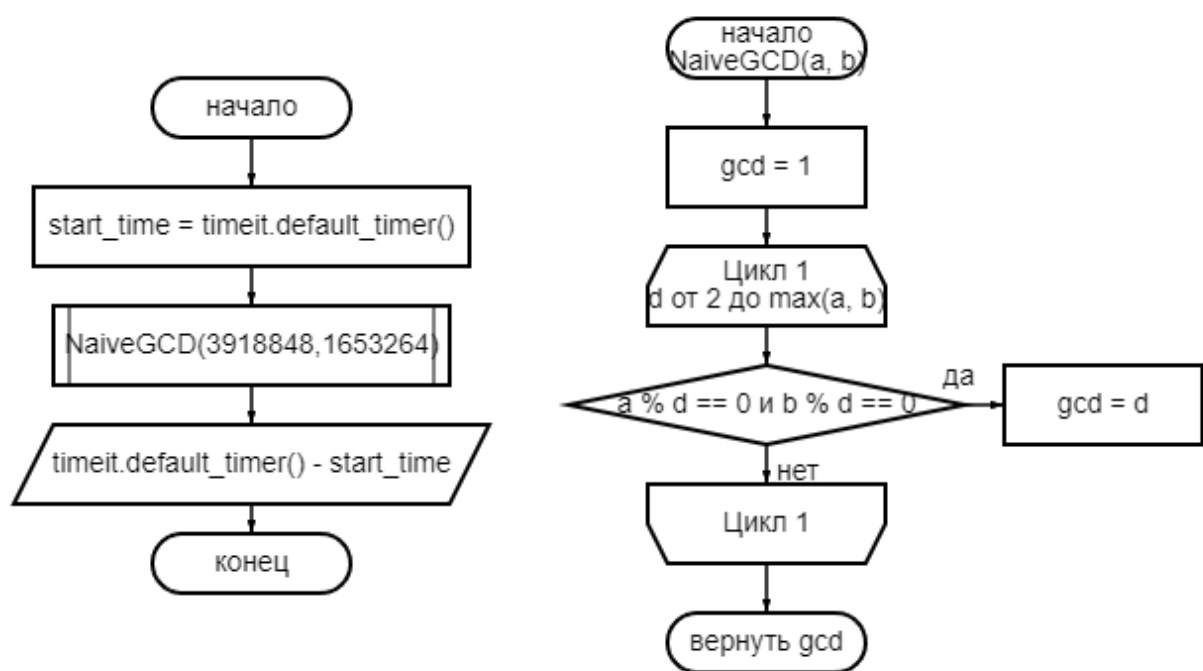 начало
start_time = timeit.default_timer()
NaiveGCD(3918848,1653264)
timeit.default_timer() - start_time
конец
начало
NaiveGCD(a, b)
gcd = 1
Цикл 1
d от 2 до max(a, b)
a % d == 0 и b % d == 0
да
gcd = d
нет
Цикл 1
вернуть gcd